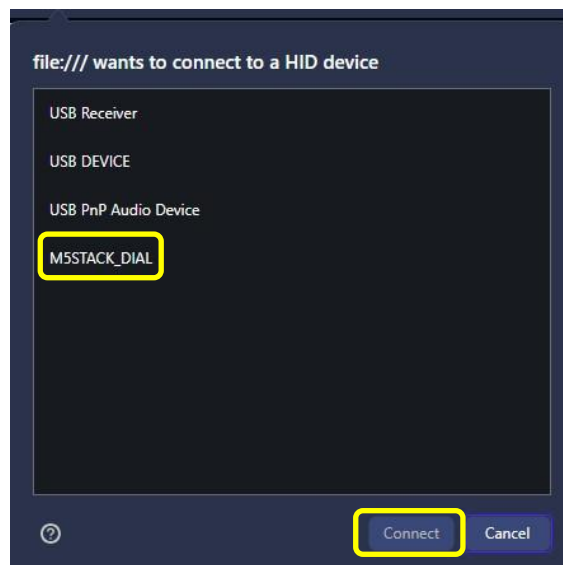 file:/// wants to connect to a HID device
USB Receiver
USB DEVICE
USB PnP Audio Device
M5STACK_DIAL
Connect Cancel